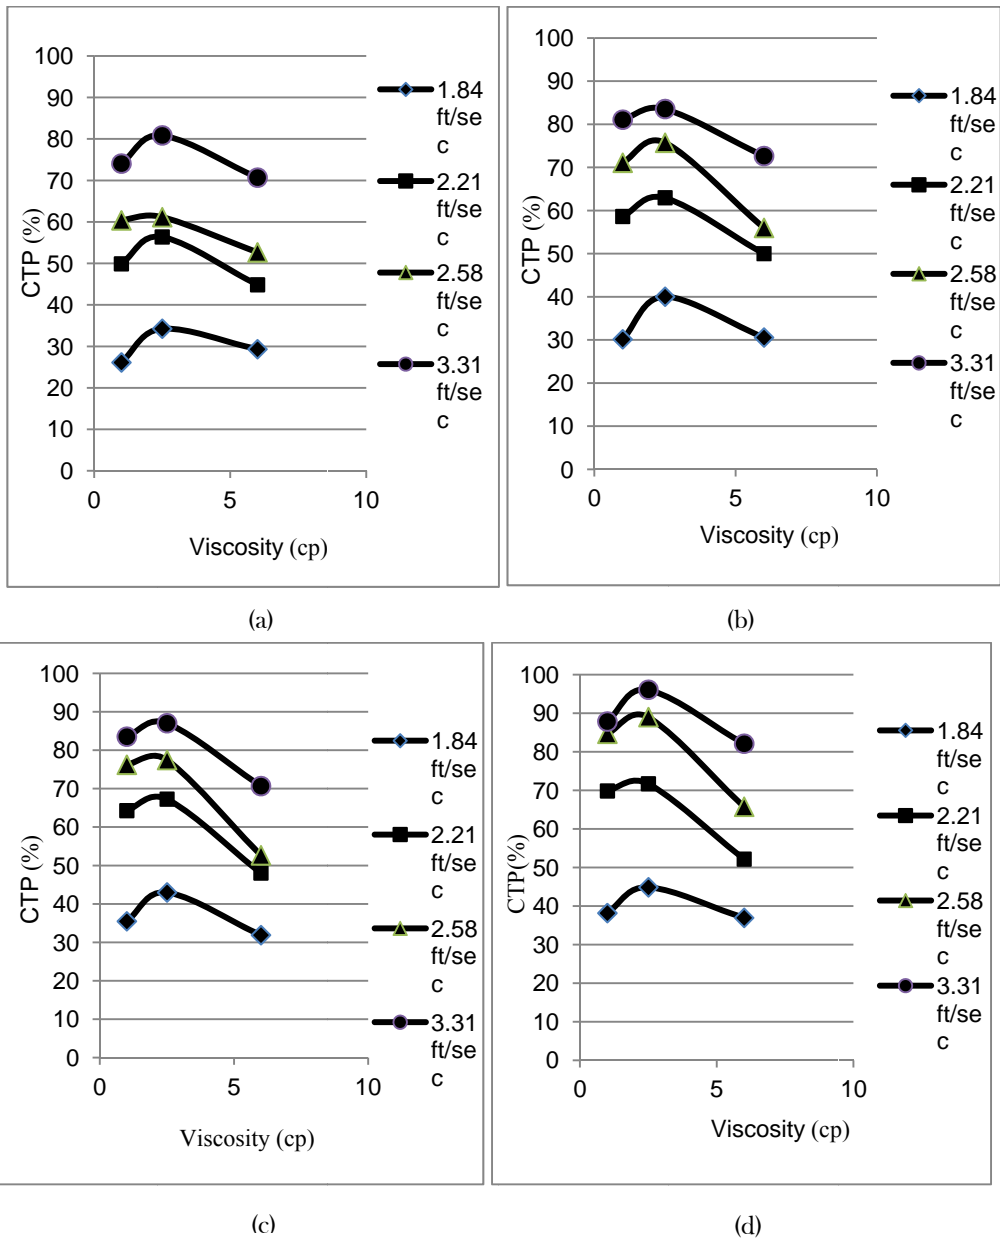 100
90
80
70
60
50
40
30
20
10
0
0 5 10
CTP (%)
Viscosity (cp)
1.84
ft/se
c
2.21
ft/se
c
2.58
ft/se
c
3.31
ft/se
c
(a)
100
90
80
70
60
50
40
30
20
10
0
0 5 10
CTP (%)
Viscosity (cp)
1.84
ft/se
c
2.21
ft/se
c
2.58
ft/se
c
3.31
ft/se
c
(b)
100
90
80
70
60
50
40
30
20
10
0
0 5 10
CTP (%)
Viscosity (cp)
1.84
ft/se
c
2.21
ft/se
c
2.58
ft/se
c
3.31
ft/se
c
(c)
100
90
80
70
60
50
40
30
20
10
0
0 5 10
CTP(%)
Viscosity (cp)
1.84
ft/se
c
2.21
ft/se
c
2.58
ft/se
c
3.31
ft/se
c
(d)